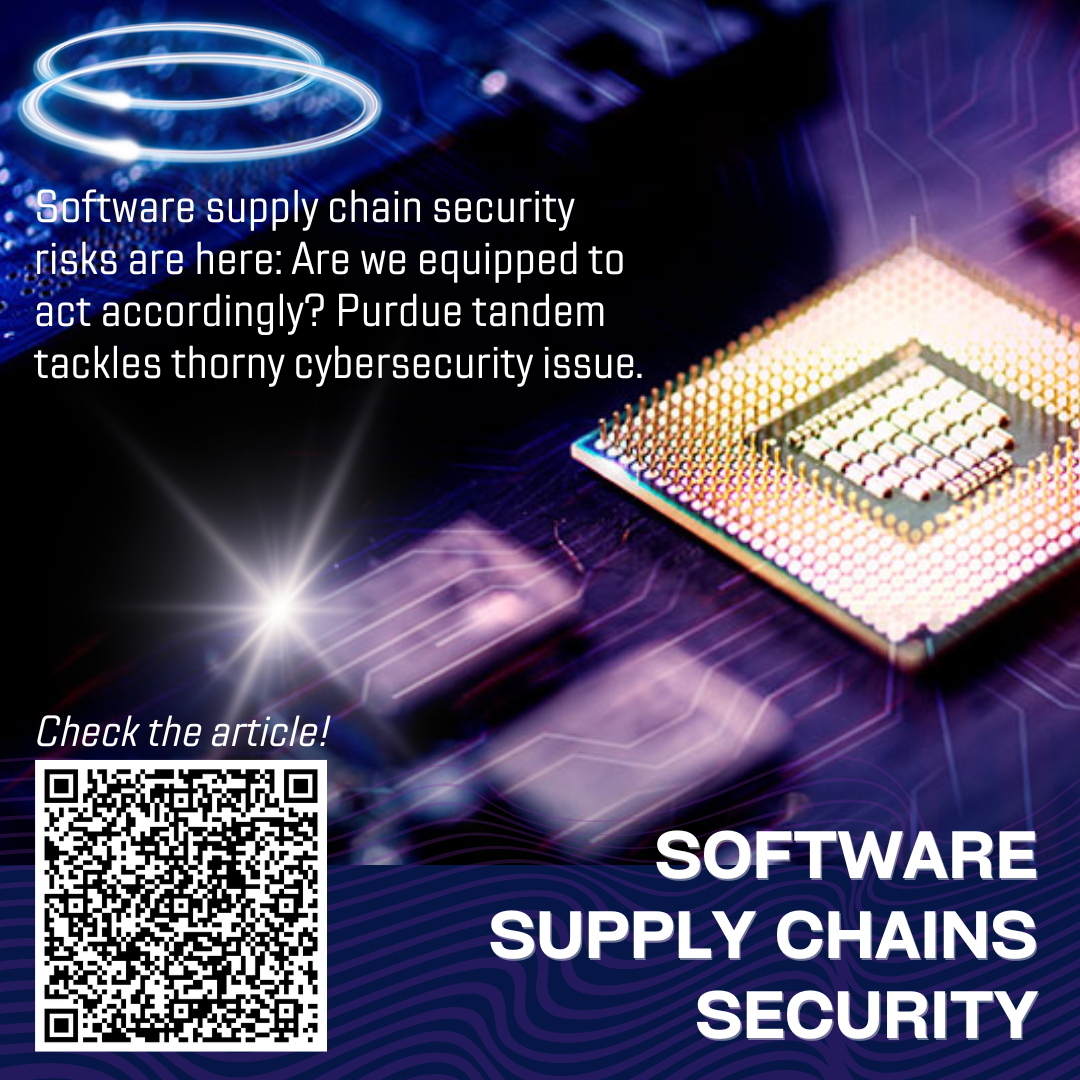 Software supply chain security
risks are here: Are we equipped to
act accordingly? Purdue tandem
tackles thorny cybersecurity issue.
Check the article!
SOFTWARE
SUPPLY CHAINS
SECURITY